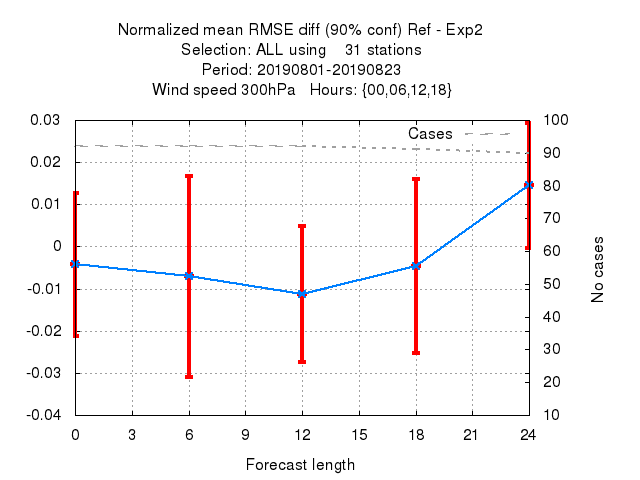 Normalized mean RMSE diff (90% conf) Ref - Exp2
Selection: ALL using 31 stations
Period: 20190801-20190823
Wind speed 300hPa Hours: {00,06,12,18}
Cases
0.03
0.02
0.01
0
-0.01
-0.02
-0.03
-0.04
100
90
80
70
60
50
40
30
20
10
No cases
0 3 6 9 12 15 18 21 24
Forecast length